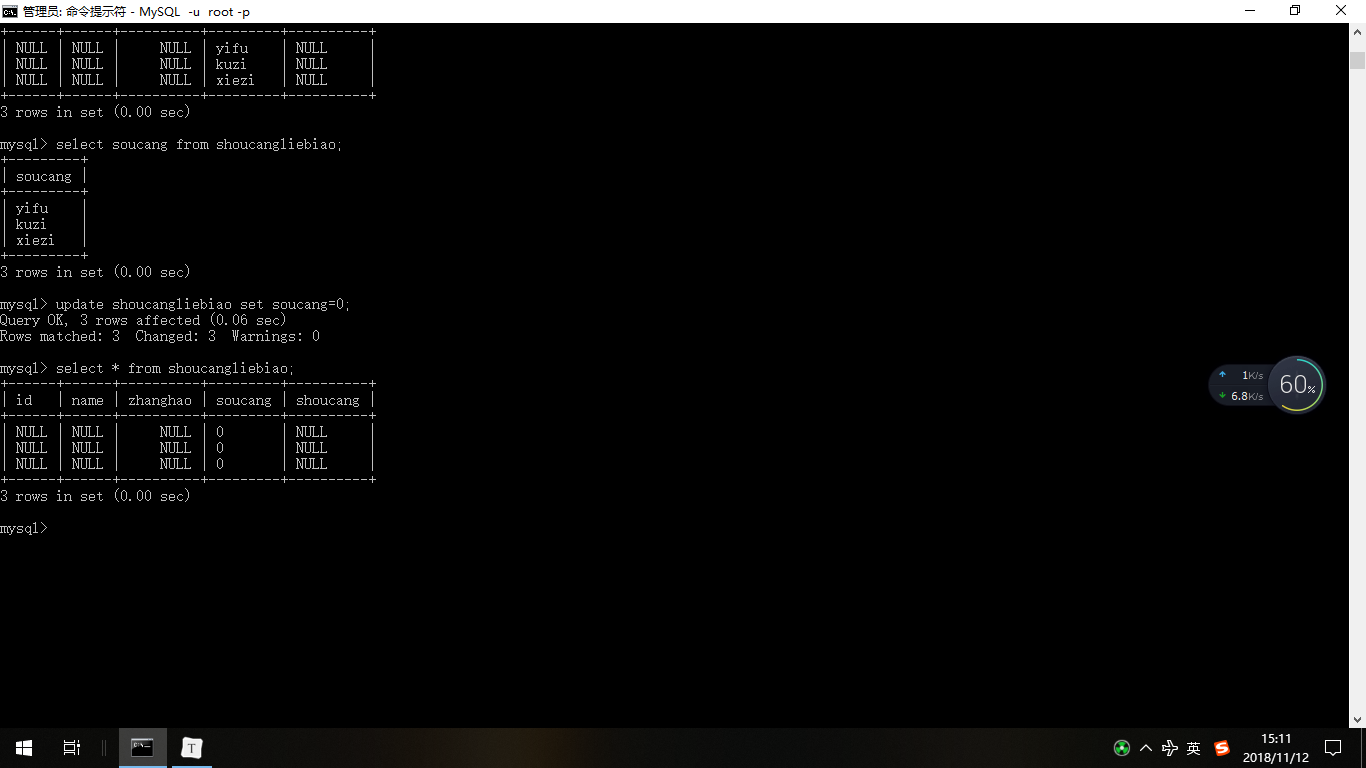 管理员: 命令提示符 - MySQL -u root -p
+------+------+----------+---------+----------+
| NULL | NULL |     NULL | yifu    | NULL     |
| NULL | NULL |     NULL | kuzi    | NULL     |
| NULL | NULL |     NULL | xiezi   | NULL     |
+------+------+----------+---------+----------+
3 rows in set (0.00 sec)
mysql> select soucang from shoucangliebiao;
+---------+
| soucang |
+---------+
| yifu    |
| kuzi    |
| xiezi   |
+---------+
3 rows in set (0.00 sec)
mysql> update shoucangliebiao set soucang=0;
Query OK, 3 rows affected (0.06 sec)
Rows matched: 3  Changed: 3  Warnings: 0
mysql> select * from shoucangliebiao;
+------+------+----------+---------+----------+
| id   | name | zhanghao | soucang | shoucang |
+------+------+----------+---------+----------+
| NULL | NULL |     NULL | 0       | NULL     |
| NULL | NULL |     NULL | 0       | NULL     |
| NULL | NULL |     NULL | 0       | NULL     |
+------+------+----------+---------+----------+
3 rows in set (0.00 sec)
mysql>
1K/s
6.8K/s
60%
T
英
S
15:11
2018/11/12